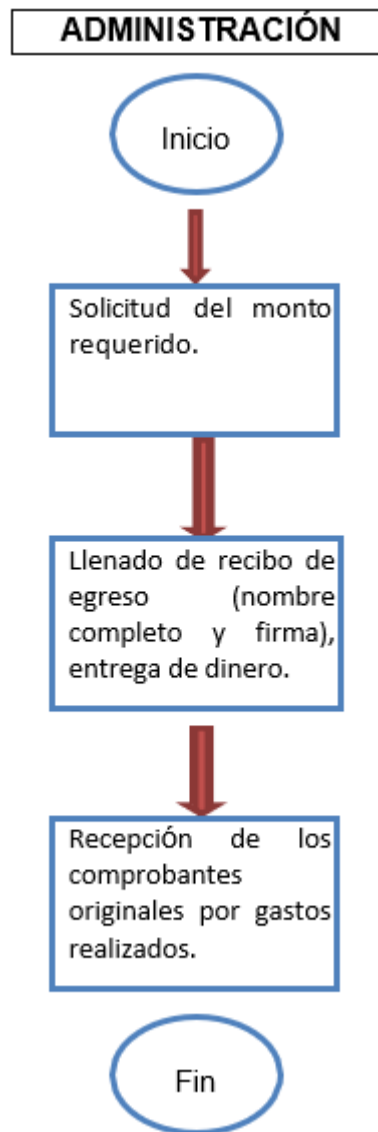 ADMINISTRACIÓN
Inicio
Solicitud del monto
requerido.
Llenado de recibo de
egreso (nombre
completo y firma),
entrega de dinero.
Recepción de los
comprobantes
originales por gastos
realizados.
Fin